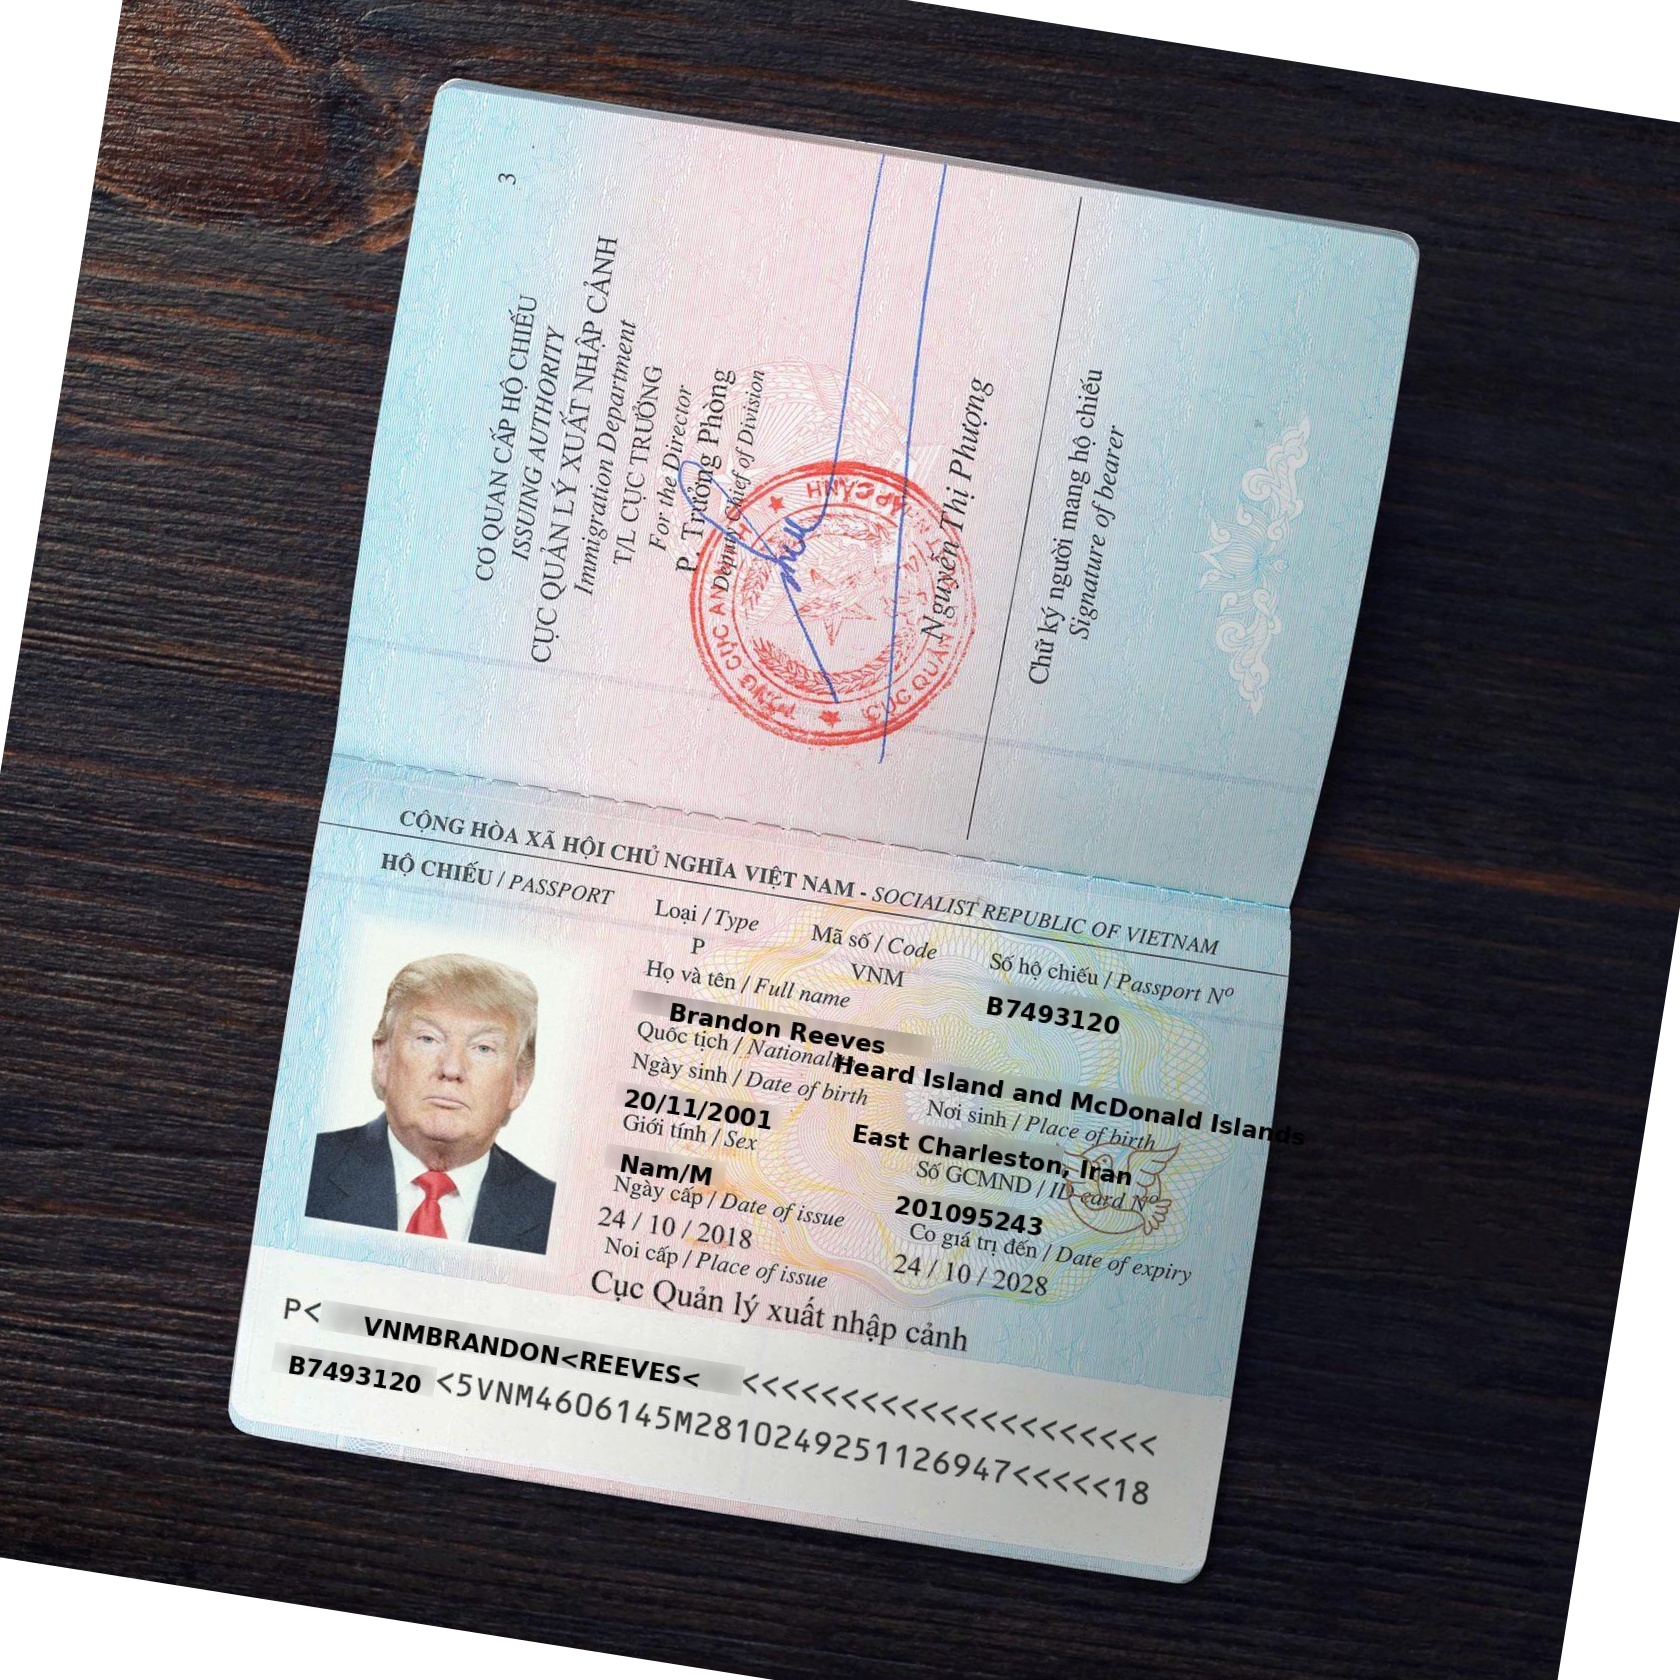 3
CƠ QUAN CẤP HỘ CHIẾU
ISSUING AUTHORITY
CỤC QUẢN LÝ XUẤT NHẬP CẢNH
Immigration Department
T/L CỤC TRƯỞNG
For the Director
P. Trưởng Phòng
Deputy Chief of Division
Nguyễn Thị Phượng
Chữ ký người mang hộ chiếu
Signature of bearer
CỘNG HÒA XÃ HỘI CHỦ NGHĨA VIỆT NAM - SOCIALIST REPUBLIC OF VIETNAM
HỘ CHIẾU / PASSPORT
Loại / Type
Mã số / Code
Số hộ chiếu / Passport Nº
P
VNM
B7493120
Họ và tên / Full name
Brandon Reeves
Quốc tịch / Nationality
Heard Island and McDonald Islands
Ngày sinh / Date of birth
Nơi sinh / Place of birth
20/11/2001
East Charleston, Iran
Giới tính / Sex
Số GCMND / ID card Nº
Nam/M
201095243
Ngày cấp / Date of issue
Có giá trị đến / Date of expiry
24 / 10 / 2018
24 / 10 / 2028
Noi cấp / Place of issue
Cục Quản lý xuất nhập cảnh
P< VNMBRANDON<REEVES< <<<<<<<<<<<<<<<<<<<<<
B7493120 <5VNM4606145M2810249251126947<<<<<18